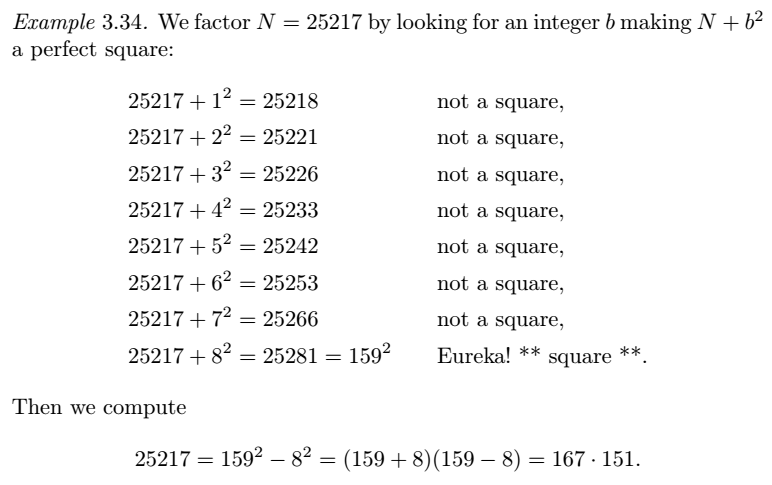 Example 3.34. We factor N = 25217 by looking for an integer b making N + b²
a perfect square:
25217 + 1² = 25218 not a square,
25217 + 2² = 25221 not a square,
25217 + 3² = 25226 not a square,
25217 + 4² = 25233 not a square,
25217 + 5² = 25242 not a square,
25217 + 6² = 25253 not a square,
25217 + 7² = 25266 not a square,
25217 + 8² = 25281 = 159² Eureka! ** square **.
Then we compute
25217 = 159² − 8² = (159 + 8)(159 − 8) = 167 · 151.